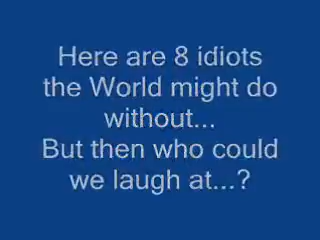 Here are 8 idiots
the World might do
without...
But then who could
we laugh at...?